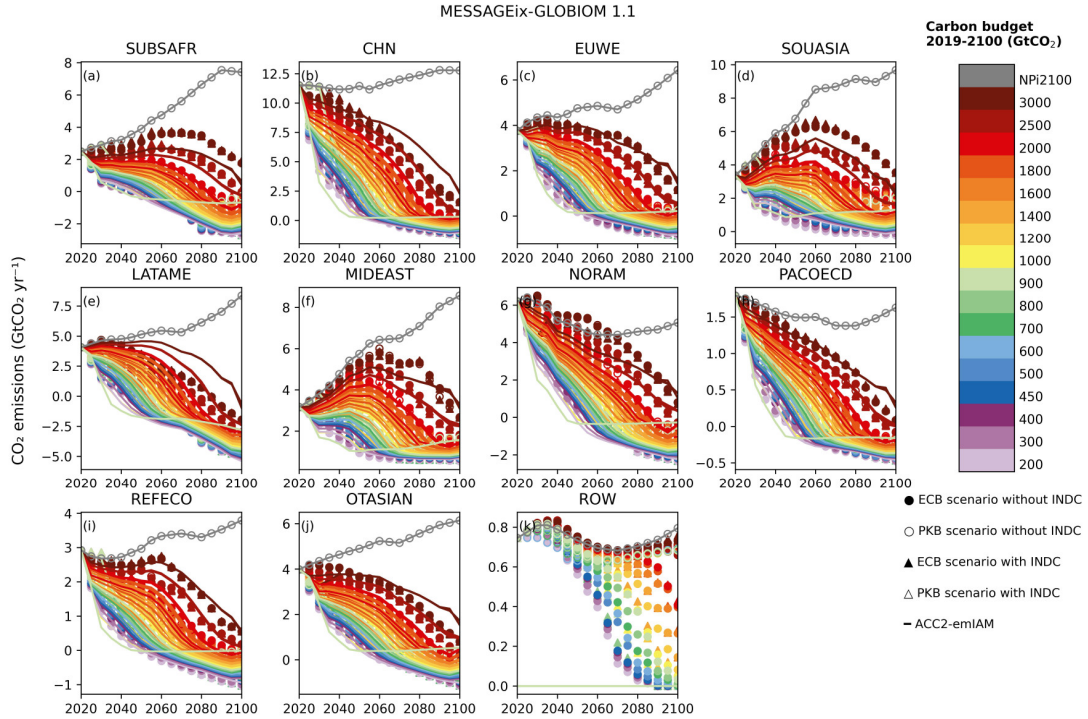 MESSAGEix-GLOBIOM 1.1
Carbon budget
2019-2100 (GtCO₂)
SUBSAFR CHN EUWE SOUASIA
(a) (b) (c) (d)
8 6 4 2 0 −2
12.5 10.0 7.5 5.0 2.5 0.0
6 4 2 0
10 8 6 4 2 0
2020 2040 2060 2080 2100 2020 2040 2060 2080 2100 2020 2040 2060 2080 2100 2020 2040 2060 2080 2100
LATAME MIDEAST NORAM PACOECD
(e) (f) (g) (h)
7.5 5.0 2.5 0.0 −2.5 −5.0
8 6 4 2
6 4 2 0 −2
1.5 1.0 0.5 0.0 −0.5
2020 2040 2060 2080 2100 2020 2040 2060 2080 2100 2020 2040 2060 2080 2100 2020 2040 2060 2080 2100
REFECO OTASIAN ROW
(i) (j) (k)
4 3 2 1 0 −1
6 4 2 0
0.8 0.6 0.4 0.2 0.0
2020 2040 2060 2080 2100 2020 2040 2060 2080 2100 2020 2040 2060 2080 2100
CO₂ emissions (GtCO₂ yr⁻¹)
NPi2100
3000
2500
2000
1800
1600
1400
1200
1000
900
800
700
600
500
450
400
300
200
ECB scenario without INDC
PKB scenario without INDC
ECB scenario with INDC
PKB scenario with INDC
ACC2-emIAM